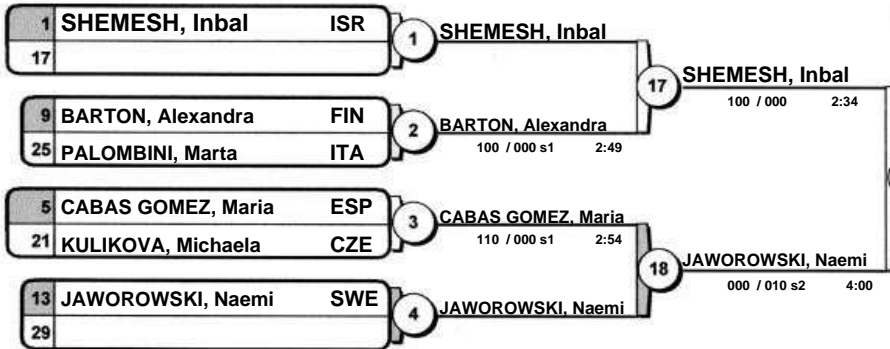 1 SHEMESH, Inbal ISR
17
1
SHEMESH, Inbal
9 BARTON, Alexandra FIN
25 PALOMBINI, Marta ITA
2
BARTON, Alexandra
100 / 000 s1 2:49
17
SHEMESH, Inbal
100 / 000 2:34
5 CABAS GOMEZ, Maria ESP
21 KULIKOVA, Michaela CZE
3
CABAS GOMEZ, Maria
110 / 000 s1 2:54
13 JAWOROWSKI, Naemi SWE
29
4
JAWOROWSKI, Naemi
18
JAWOROWSKI, Naemi
000 / 010 s2 4:00